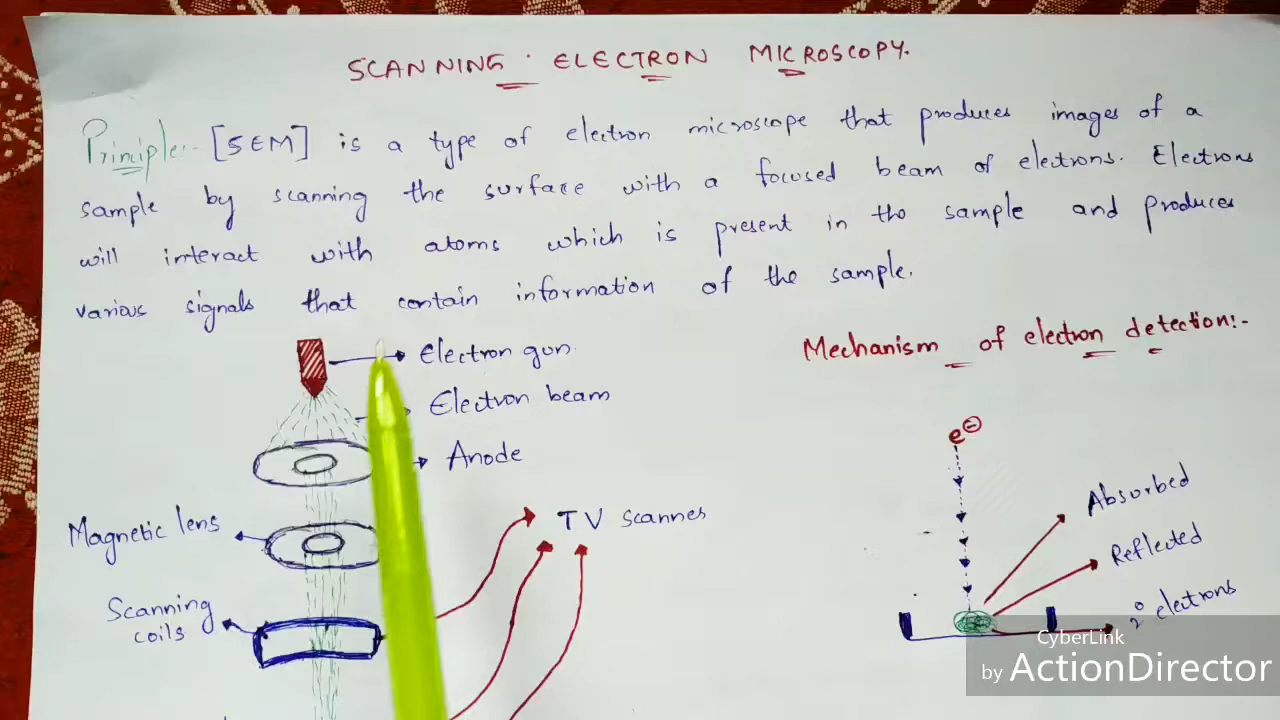 SCANNING ELECTRON MICROSCOPY.
Principle:- [SEM] is a type of electron microscope that produces images of a
sample by scanning the surface with a focused beam of electrons. Electrons
will interact with atoms which is present in the sample and produces
various signals that contain information of the sample.
Electron gun
Electron beam
Anode
Magnetic lens
TV scanner
Scanning
coils
Mechanism of electron detection:-
e⊖
Absorbed
Reflected
2° electrons
CyberLink
by ActionDirector